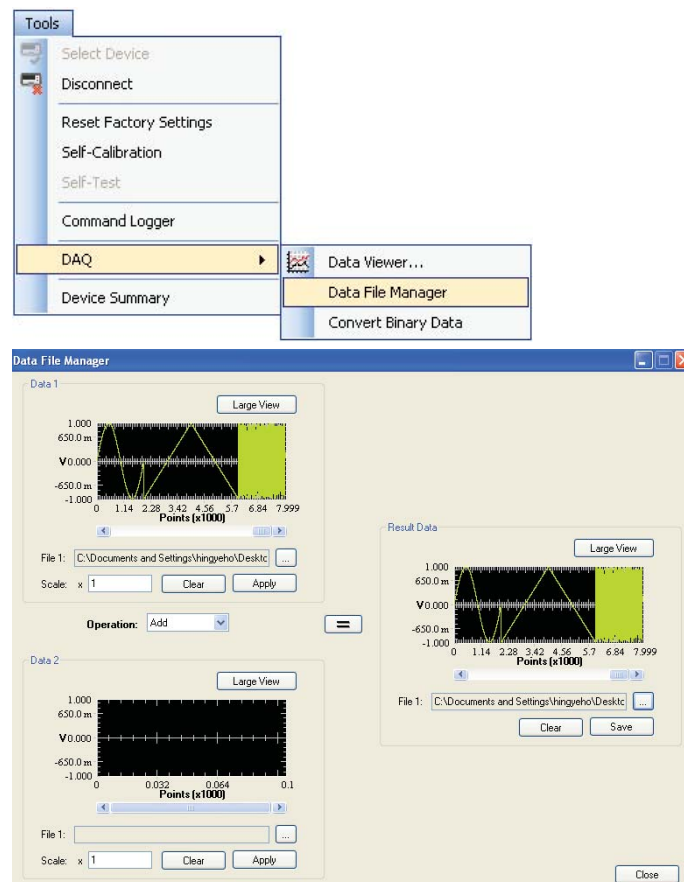 Tools
Select Device
Disconnect
Reset Factory Settings
Self-Calibration
Self-Test
Command Logger
DAQ
Device Summary
Data Viewer...
Data File Manager
Convert Binary Data
Data File Manager
Data 1
Large View
1.000
650.0 m
V 0.000
-650.0 m
-1.000
0 1.14 2.28 3.42 4.56 5.7 6.84 7.999
Points (x1000)
File 1: C:\Documents and Settings\hingyeho\Deskto ...
Scale: x 1 Clear Apply
Operation: Add =
Data 2
Large View
1.000
650.0 m
V 0.000
-650.0 m
-1.000
0 0.032 0.064 0.1
Points (x1000)
File 1: ...
Scale: x 1 Clear Apply
Result Data
Large View
1.000
650.0 m
V 0.000
-650.0 m
-1.000
0 1.14 2.28 3.42 4.56 5.7 6.84 7.999
Points (x1000)
File 1: C:\Documents and Settings\hingyeho\Deskto ...
Clear Save
Close